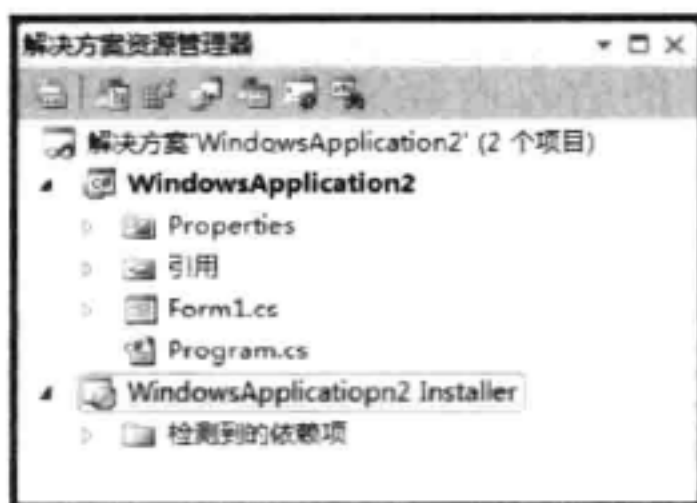 解决方案资源管理器
解决方案"WindowsApplication2" (2 个项目)
WindowsApplication2
Properties
引用
Form1.cs
Program.cs
WindowsApplicatiopn2 Installer
检测到的依赖项